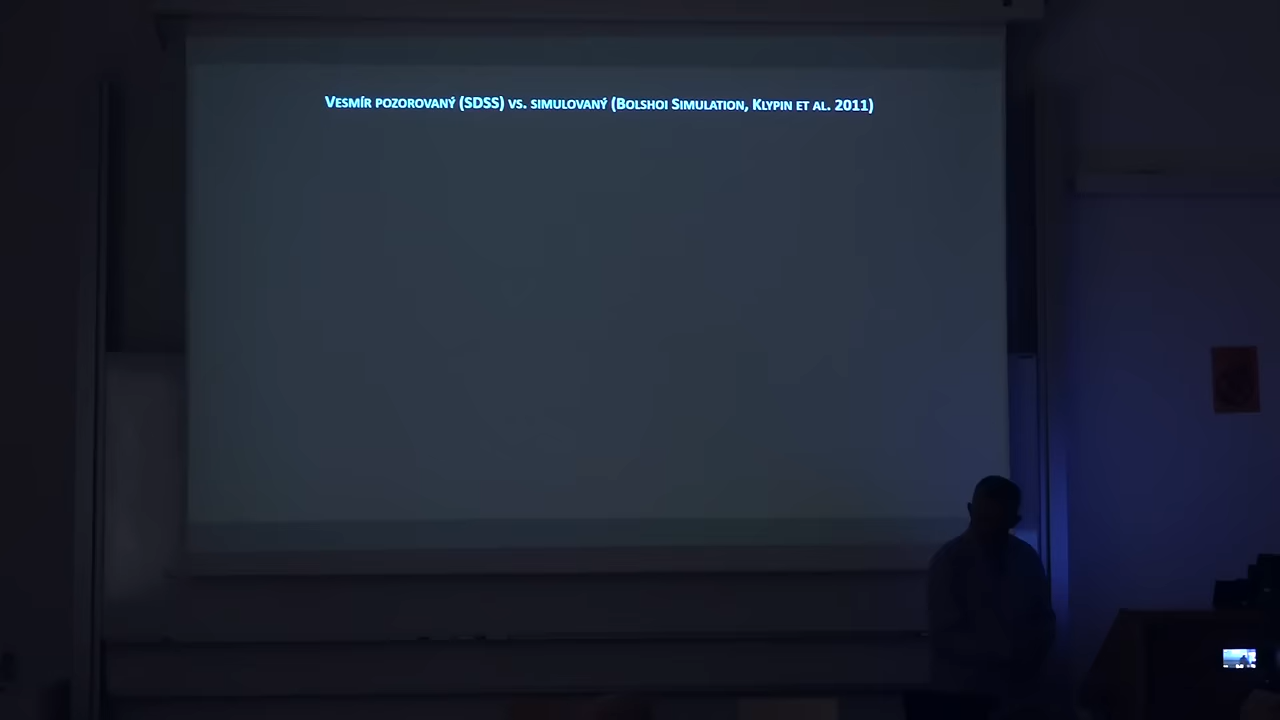 Vesmír pozorovaný (SDSS) vs. simulovaný (Bolshoi Simulation, Klypin et al. 2011)